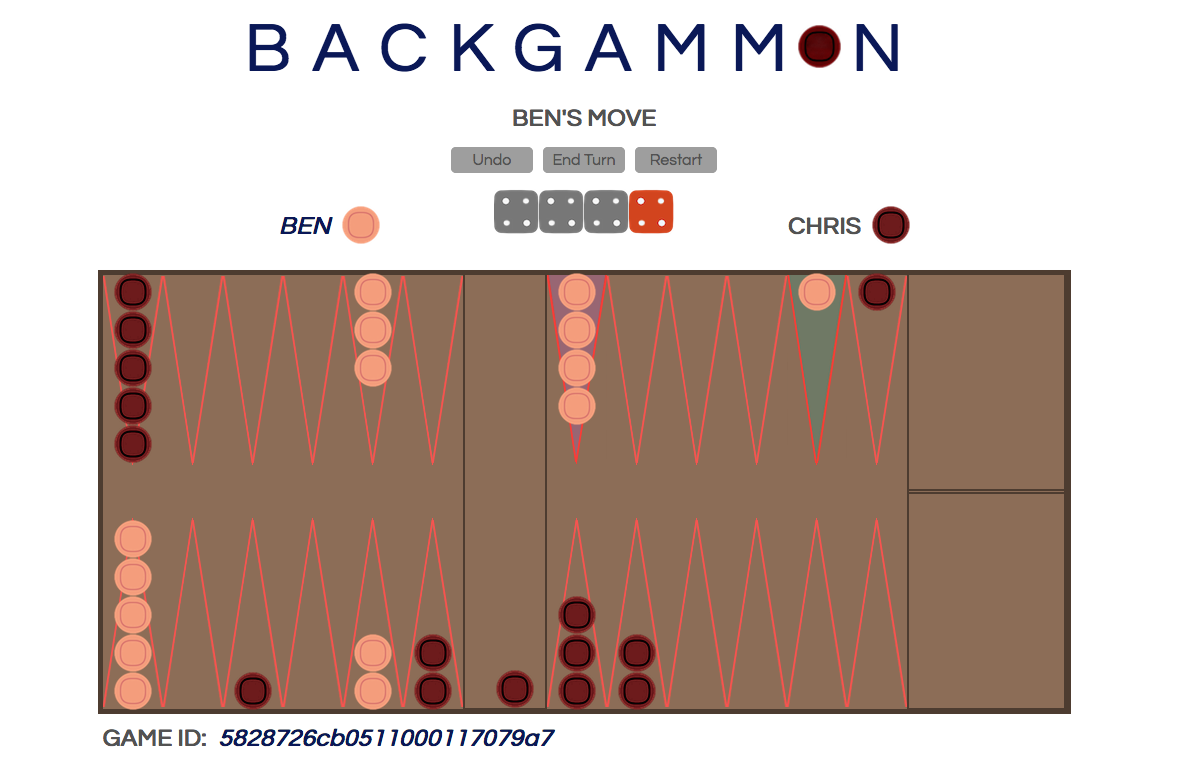 BACKGAMMON
BEN'S MOVE
Undo End Turn Restart
BEN CHRIS
GAME ID: 5828726cb0511000117079a7